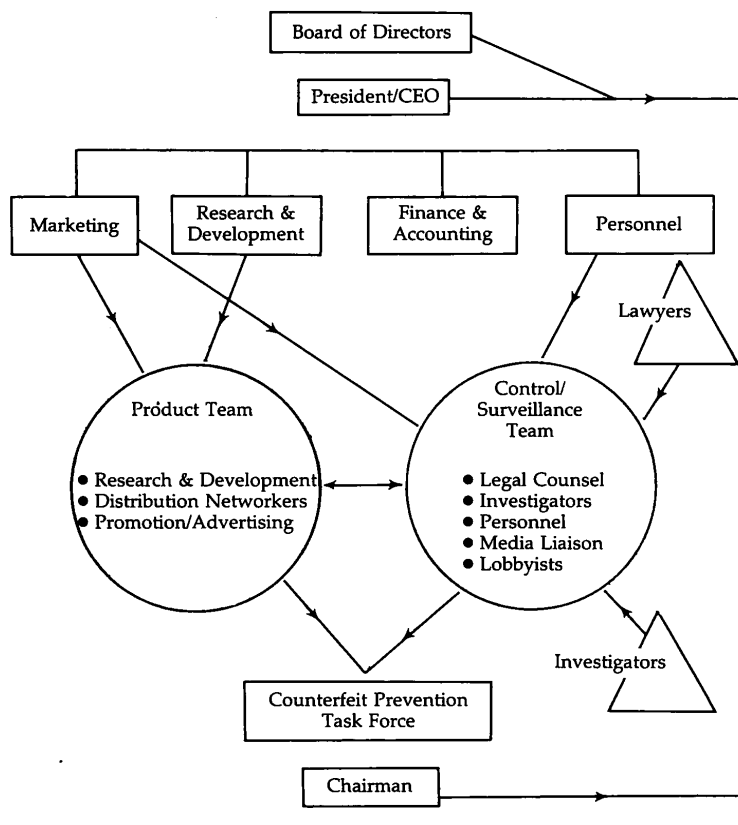 Board of Directors
President/CEO
Marketing
Research &
Development
Finance &
Accounting
Personnel
Lawyers
Product Team
● Research & Development
● Distribution Networkers
● Promotion/Advertising
Control/
Surveillance
Team
● Legal Counsel
● Investigators
● Personnel
● Media Liaison
● Lobbyists
Investigators
Counterfeit Prevention
Task Force
Chairman